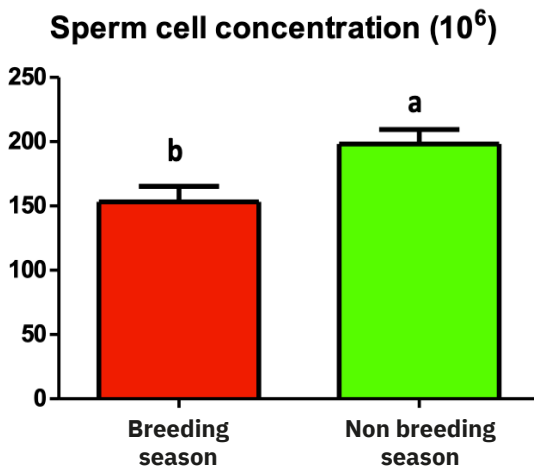 Sperm cell concentration (10⁶)
250
200
150
100
50
0
b
a
Breeding
season
Non breeding
season